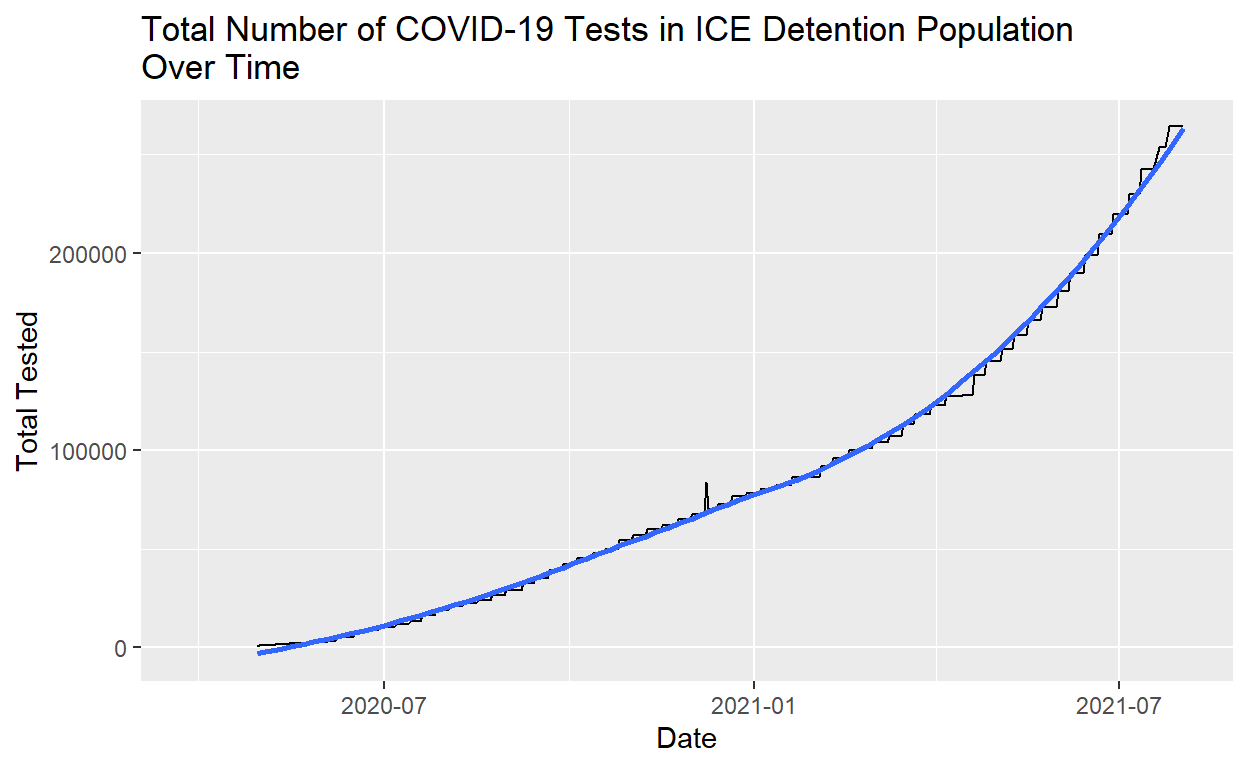 Total Number of COVID-19 Tests in ICE Detention Population
Over Time
Total Tested
200000
100000
0
2020-07
2021-01
2021-07
Date